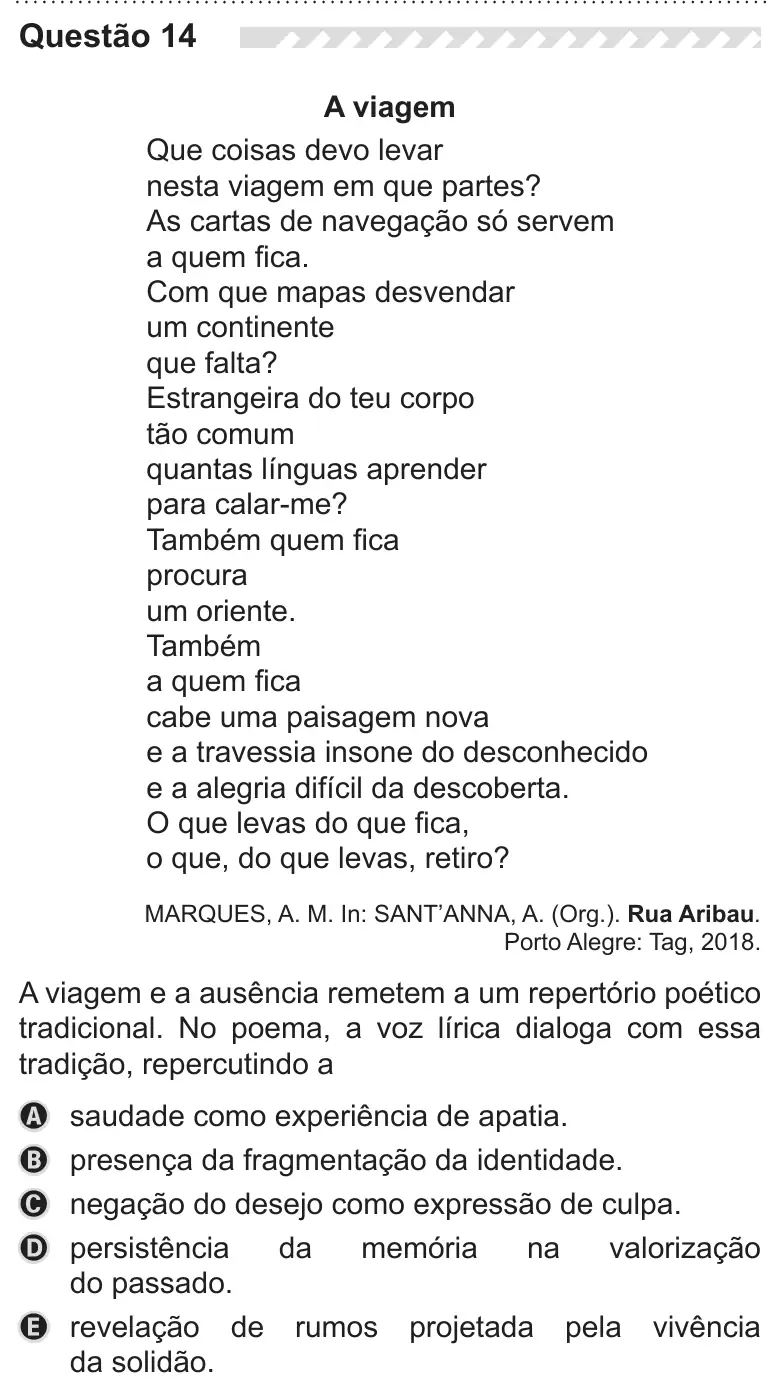 Questão 14
A viagem
Que coisas devo levar
nesta viagem em que partes?
As cartas de navegação só servem
a quem fica.
Com que mapas desvendar
um continente
que falta?
Estrangeira do teu corpo
tão comum
quantas línguas aprender
para calar-me?
Também quem fica
procura
um oriente.
Também
a quem fica
cabe uma paisagem nova
e a travessia insone do desconhecido
e a alegria difícil da descoberta.
O que levas do que fica,
o que, do que levas, retiro?
MARQUES, A. M. In: SANT’ANNA, A. (Org.). Rua Aribau.
Porto Alegre: Tag, 2018.
A viagem e a ausência remetem a um repertório poético
tradicional. No poema, a voz lírica dialoga com essa
tradição, repercutindo a
A saudade como experiência de apatia.
B presença da fragmentação da identidade.
C negação do desejo como expressão de culpa.
D persistência da memória na valorização
do passado.
E revelação de rumos projetada pela vivência
da solidão.